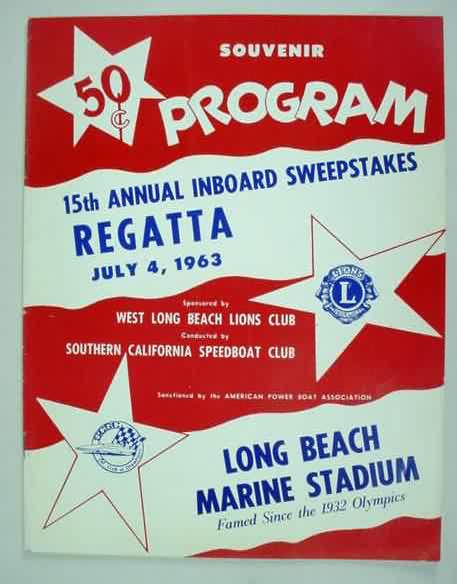 50¢
SOUVENIR
PROGRAM
15th ANNUAL INBOARD SWEEPSTAKES
REGATTA
JULY 4, 1963
LIONS
L
INTERNATIONAL
Sponsored by
WEST LONG BEACH LIONS CLUB
Conducted by
SOUTHERN CALIFORNIA SPEEDBOAT CLUB
Sanctioned by the AMERICAN POWER BOAT ASSOCIATION
LONG BEACH
MARINE STADIUM
Famed Since the 1932 Olympics